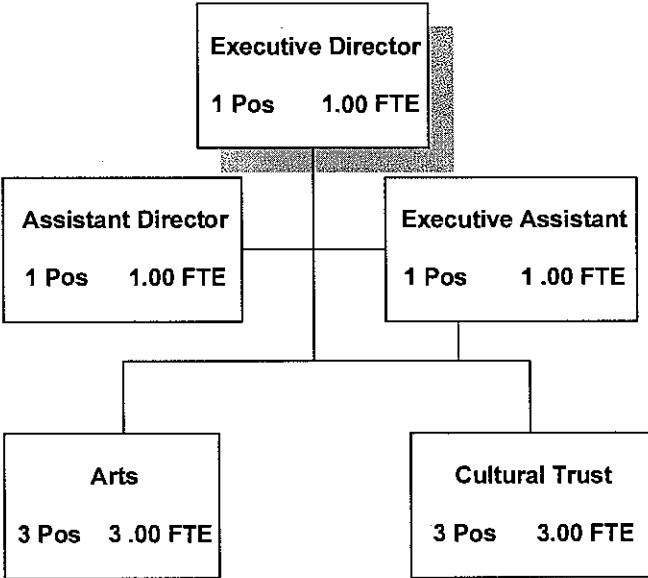 Executive Director
1 Pos 1.00 FTE
Assistant Director
1 Pos 1.00 FTE
Executive Assistant
1 Pos 1 .00 FTE
Arts
3 Pos 3 .00 FTE
Cultural Trust
3 Pos 3.00 FTE